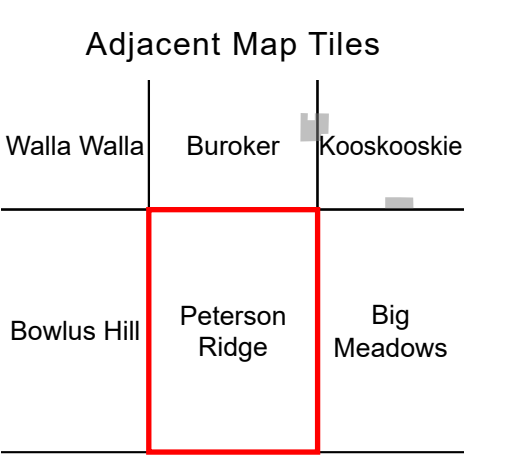 Adjacent Map Tiles
Walla Walla
Buroker
Kooskooskie
Bowlus Hill
Peterson
Ridge
Big
Meadows